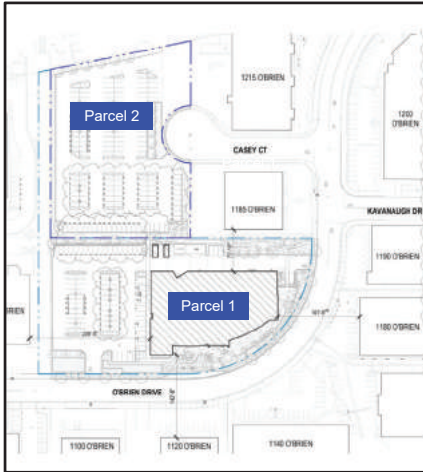 1215 O'BRIEN
1200
O'BRIEN
Parcel 2
CASEY CT
1185 O'BRIEN
KAVANAUGH DR
1190 O'BRIEN
Parcel 1
1180 O'BRIEN
O'BRIEN DRIVE
1100 O'BRIEN
1120 O'BRIEN
1140 O'BRIEN